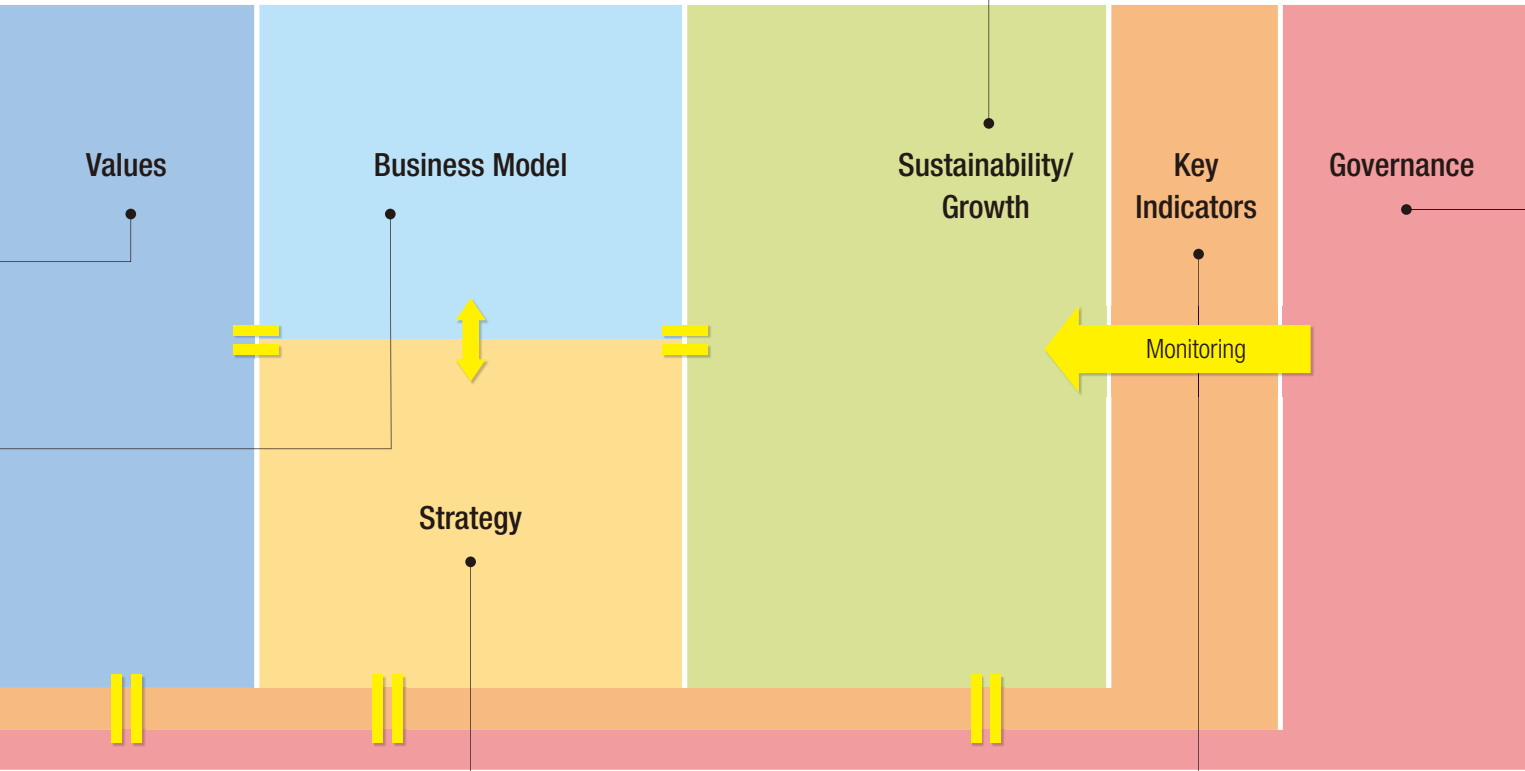 Values
Business Model
Sustainability/
Growth
Key
Indicators
Governance
Monitoring
Strategy